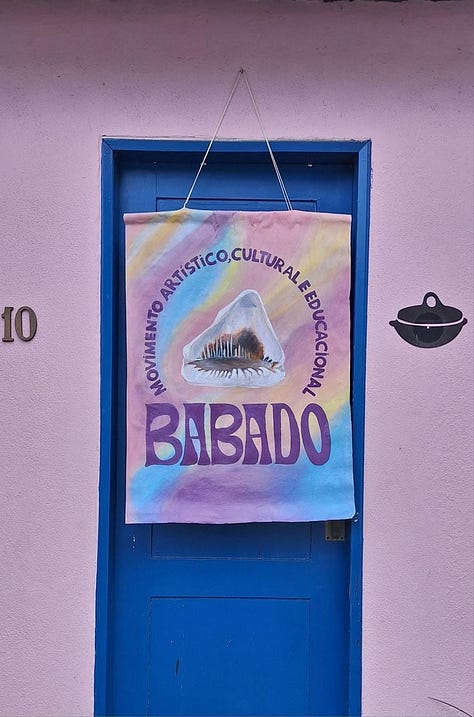 MOVIMENTO ARTíSTiCO, CULTURAL E EDUCACiONAL
BABADO
10